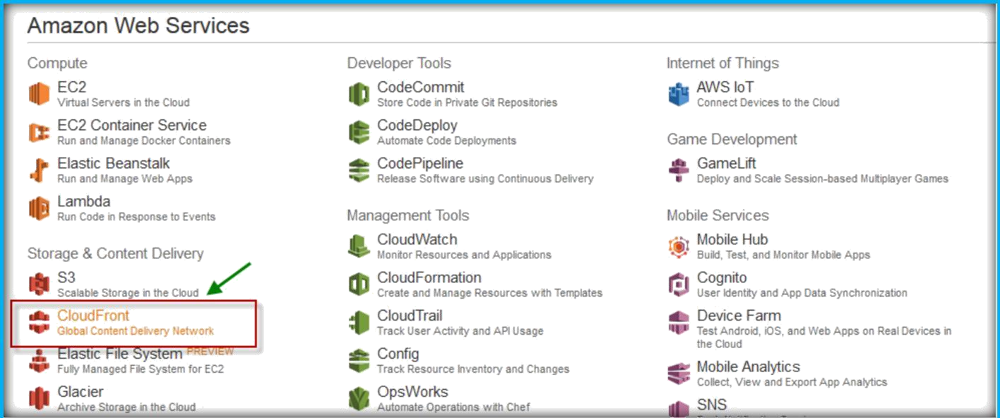 Amazon Web Services
Compute
EC2
Virtual Servers in the Cloud
EC2 Container Service
Run and Manage Docker Containers
Elastic Beanstalk
Run and Manage Web Apps
Lambda
Run Code in Response to Events
Storage & Content Delivery
S3
Scalable Storage in the Cloud
CloudFront
Global Content Delivery Network
Elastic File System PREVIEW
Fully Managed File System for EC2
Glacier
Archive Storage in the Cloud
Developer Tools
CodeCommit
Store Code in Private Git Repositories
CodeDeploy
Automate Code Deployments
CodePipeline
Release Software using Continuous Delivery
Management Tools
CloudWatch
Monitor Resources and Applications
CloudFormation
Create and Manage Resources with Templates
CloudTrail
Track User Activity and API Usage
Config
Track Resource Inventory and Changes
OpsWorks
Automate Operations with Chef
Internet of Things
AWS IoT
Connect Devices to the Cloud
Game Development
GameLift
Deploy and Scale Session-based Multiplayer Games
Mobile Services
Mobile Hub
Build, Test, and Monitor Mobile Apps
Cognito
User Identity and App Data Synchronization
Device Farm
Test Android, iOS, and Web Apps on Real Devices in
the Cloud
Mobile Analytics
Collect, View and Export App Analytics
SNS